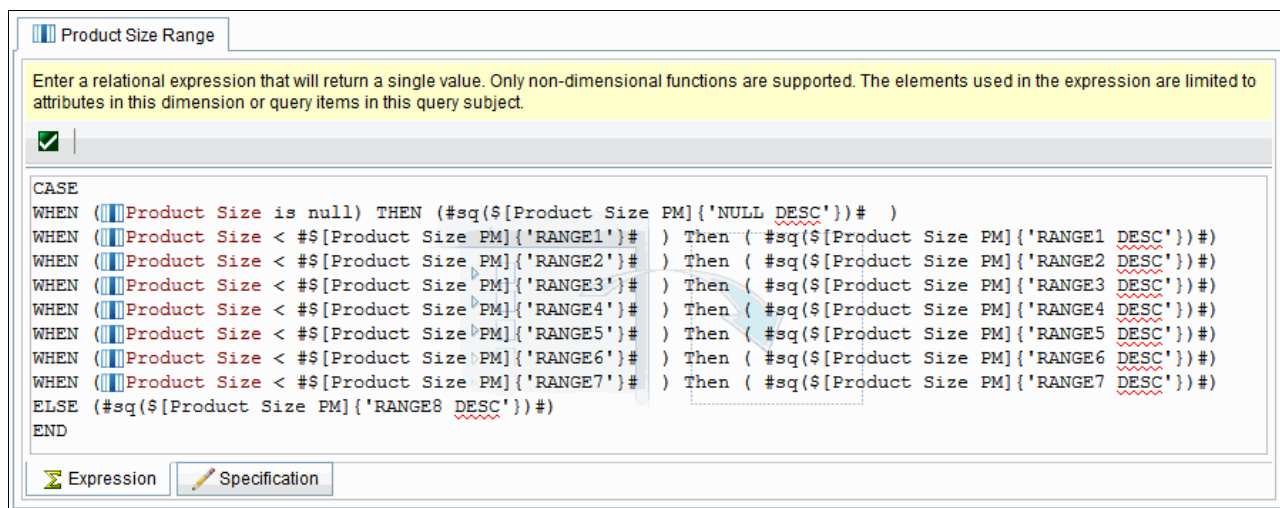 Product Size Range
Enter a relational expression that will return a single value. Only non-dimensional functions are supported. The elements used in the expression are limited to
attributes in this dimension or query items in this query subject.
CASE
WHEN (Product Size is null) THEN (#sq($[Product Size PM]{'NULL DESC'})#  )
WHEN (Product Size < #$[Product Size PM]{'RANGE1'}#  ) Then ( #sq($[Product Size PM]{'RANGE1 DESC'})#)
WHEN (Product Size < #$[Product Size PM]{'RANGE2'}#  ) Then ( #sq($[Product Size PM]{'RANGE2 DESC'})#)
WHEN (Product Size < #$[Product Size PM]{'RANGE3'}#  ) Then ( #sq($[Product Size PM]{'RANGE3 DESC'})#)
WHEN (Product Size < #$[Product Size PM]{'RANGE4'}#  ) Then ( #sq($[Product Size PM]{'RANGE4 DESC'})#)
WHEN (Product Size < #$[Product Size PM]{'RANGE5'}#  ) Then ( #sq($[Product Size PM]{'RANGE5 DESC'})#)
WHEN (Product Size < #$[Product Size PM]{'RANGE6'}#  ) Then ( #sq($[Product Size PM]{'RANGE6 DESC'})#)
WHEN (Product Size < #$[Product Size PM]{'RANGE7'}#  ) Then ( #sq($[Product Size PM]{'RANGE7 DESC'})#)
ELSE (#sq($[Product Size PM]{'RANGE8 DESC'})#)
END
Expression
Specification